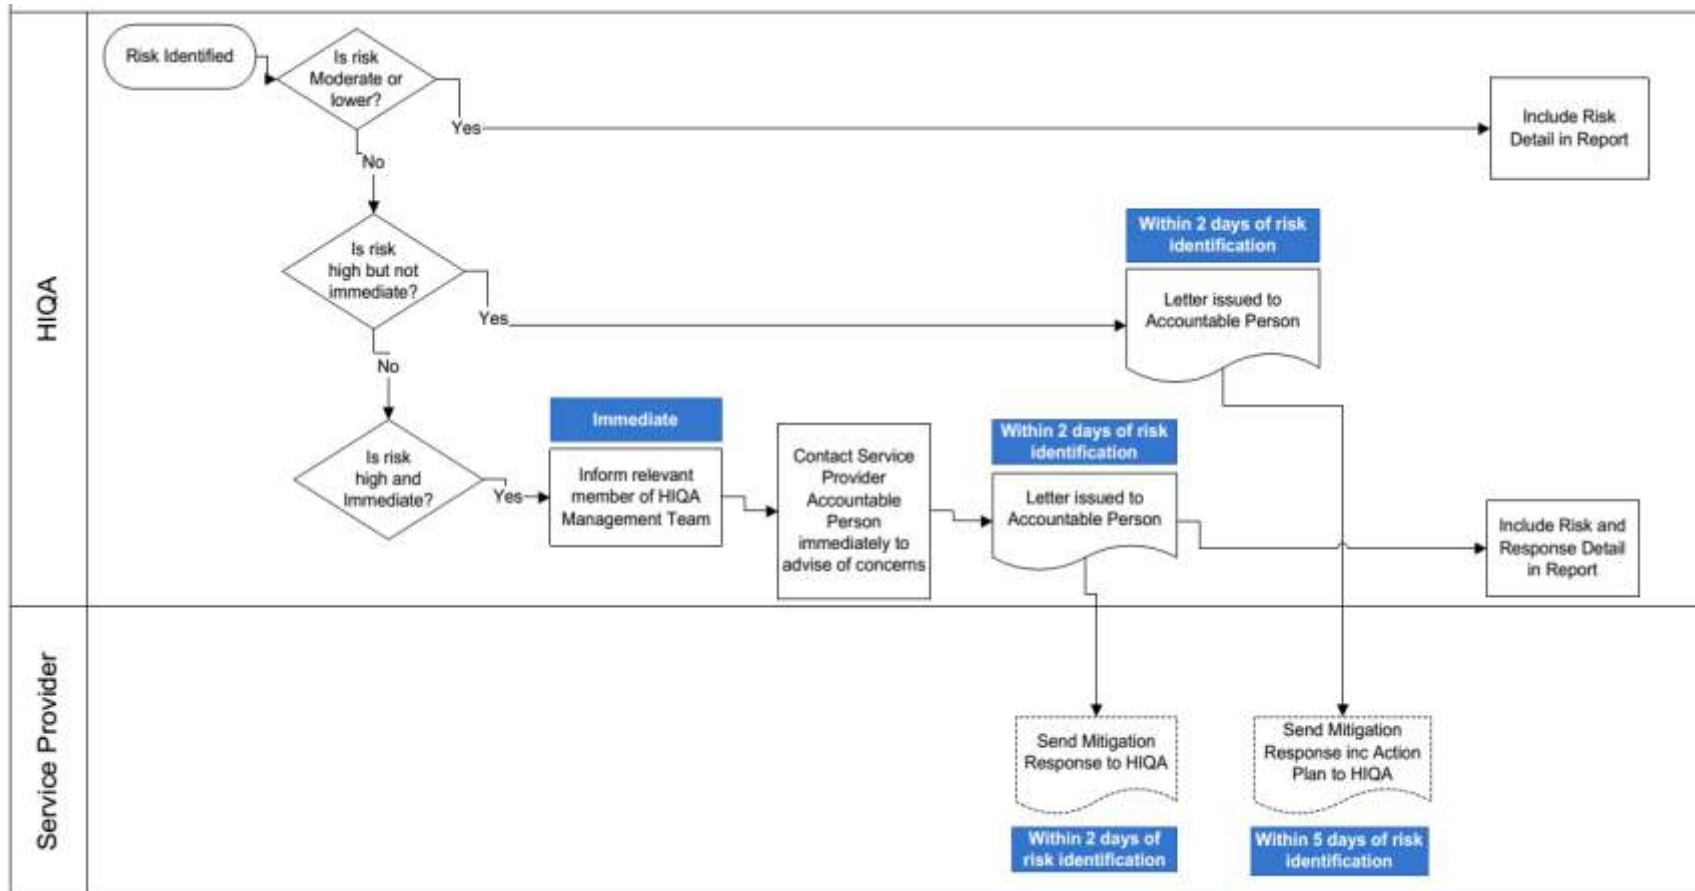 HIQA
Risk Identified
Is risk
Moderate or
lower?
Yes
Include Risk
Detail in Report
No
Is risk
high but not
immediate?
Yes
Within 2 days of risk
identification
Letter issued to
Accountable Person
No
Is risk
high and
Immediate?
Yes
Immediate
Inform relevant
member of HIQA
Management Team
Contact Service
Provider
Accountable
Person
immediately to
advise of concerns
Within 2 days of risk
identification
Letter issued to
Accountable Person
Include Risk and
Response Detail
in Report
Service Provider
Send Mitigation
Response to HIQA
Within 2 days of
risk identification
Send Mitigation
Response inc Action
Plan to HIQA
Within 5 days of risk
identification